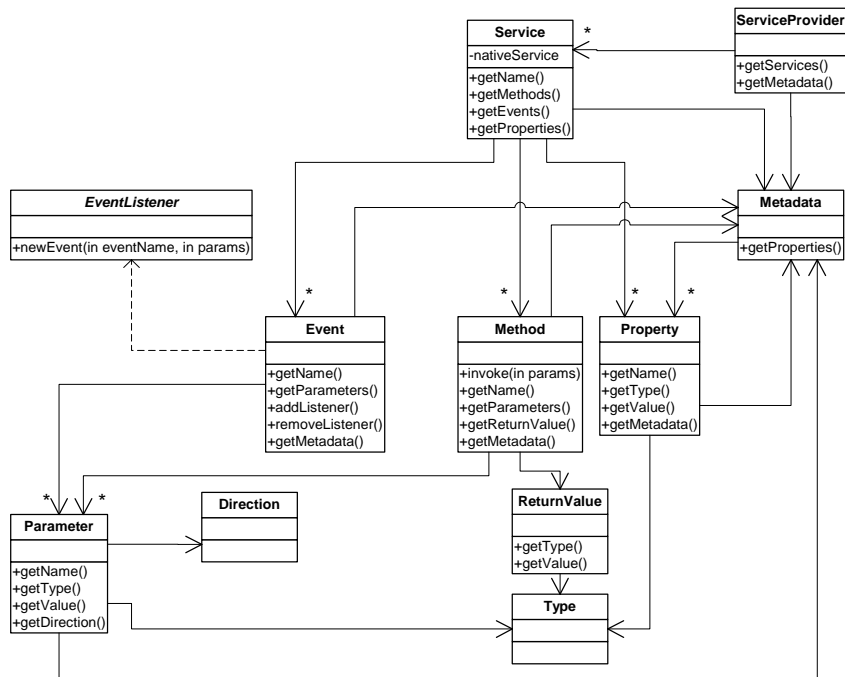 Service
-nativeService
+getName()
+getMethods()
+getEvents()
+getProperties()
*
ServiceProvider
+getServices()
+getMetadata()
EventListener
+newEvent(in eventName, in params)
Metadata
+getProperties()
*
*
*
*
Event
+getName()
+getParameters()
+addListener()
+removeListener()
+getMetadata()
Method
+invoke(in params)
+getName()
+getParameters()
+getReturnValue()
+getMetadata()
Property
+getName()
+getType()
+getValue()
+getMetadata()
*
*
Parameter
+getName()
+getType()
+getValue()
+getDirection()
Direction
ReturnValue
+getType()
+getValue()
Type